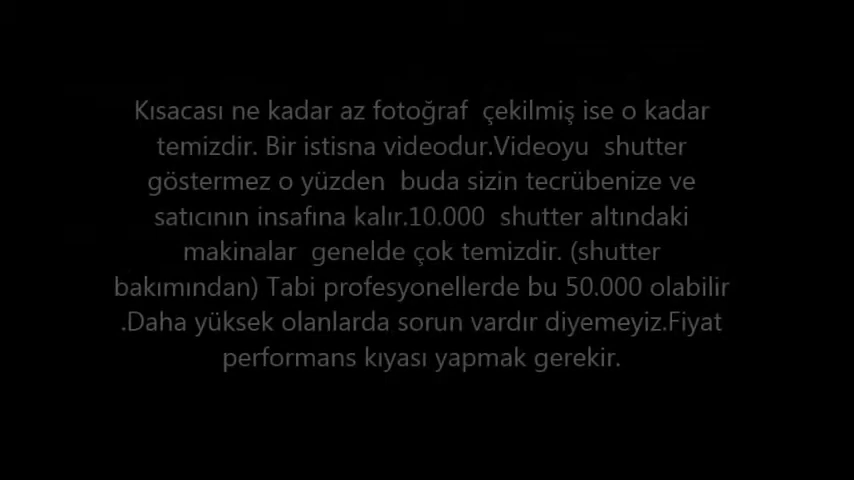 Kısacası ne kadar az fotoğraf  çekilmiş ise o kadar
temizdir. Bir istisna videodur.Videoyu  shutter
göstermez o yüzden  buda sizin tecrübenize ve
satıcının insafına kalır.10.000  shutter altındaki
makinalar  genelde çok temizdir. (shutter
bakımından) Tabi profesyonellerde bu 50.000 olabilir
.Daha yüksek olanlarda sorun vardır diyemeyiz.Fiyat
performans kıyası yapmak gerekir.